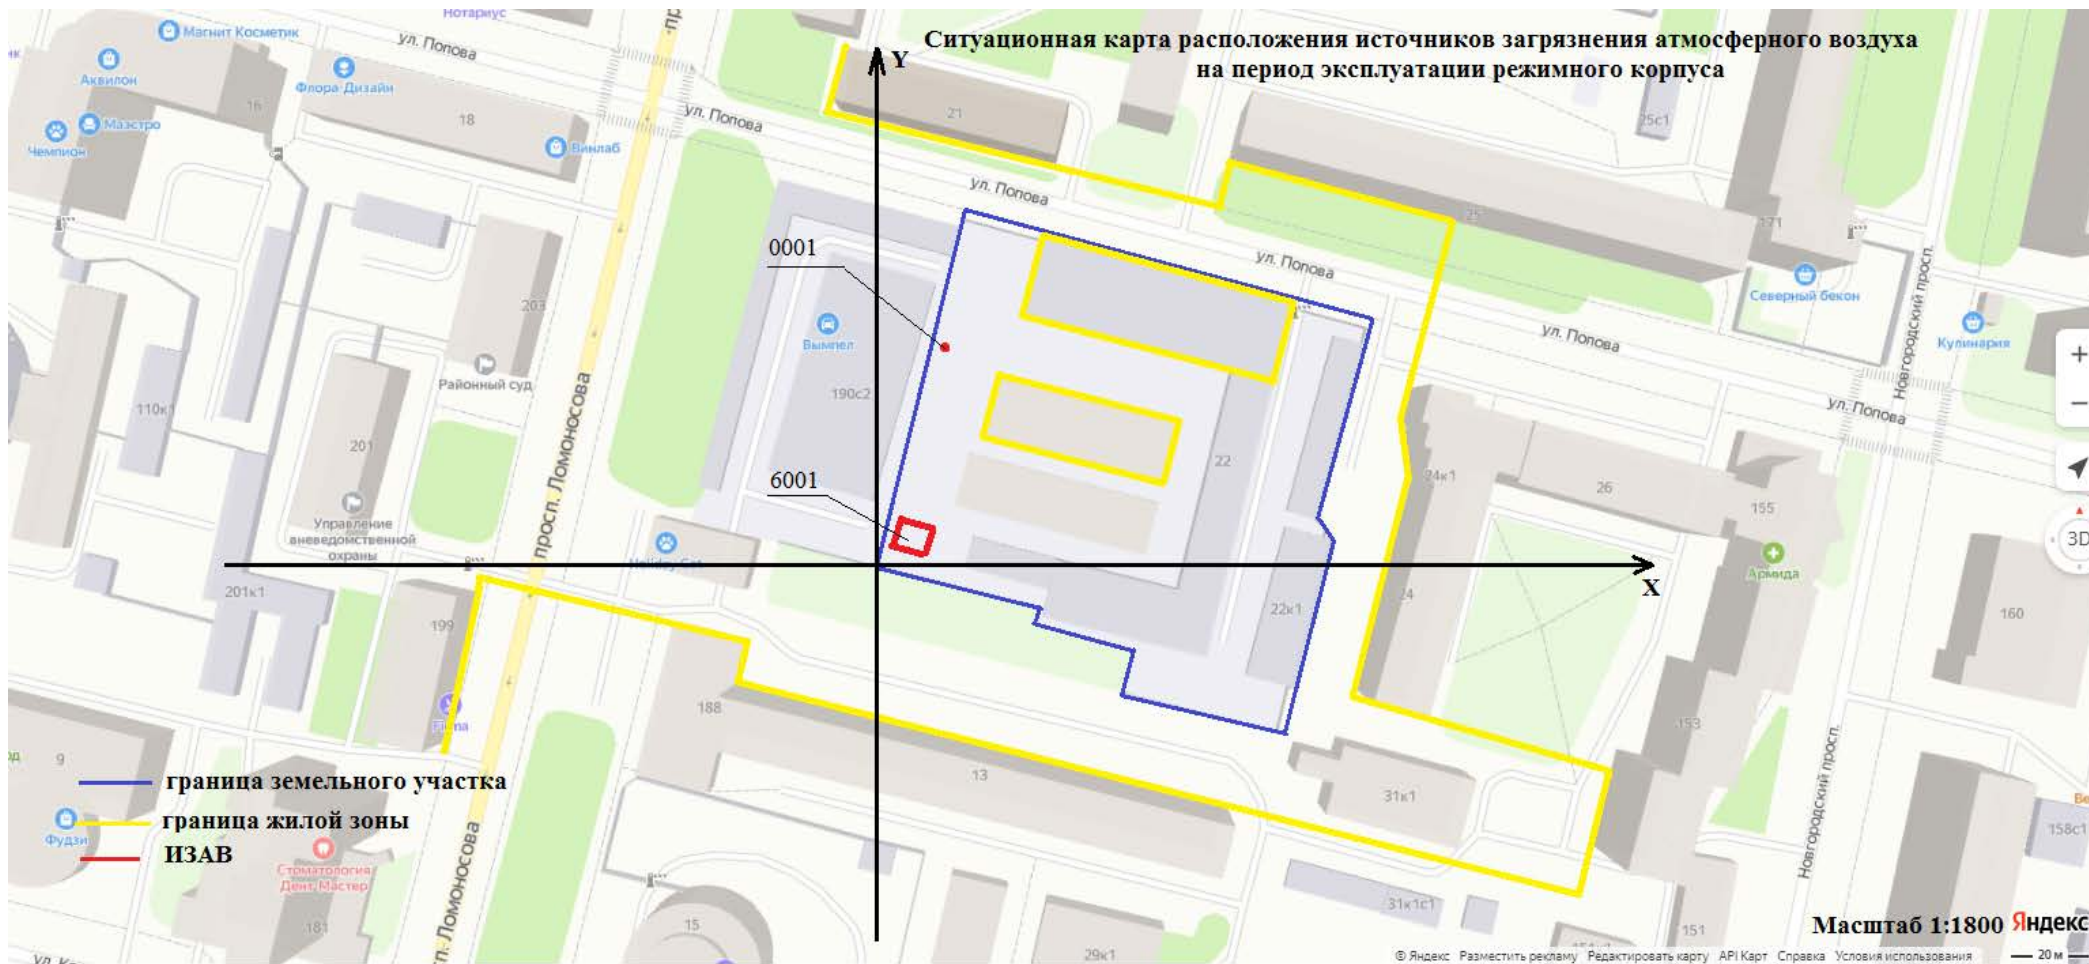 Ситуационная карта расположения источников загрязнения атмосферного воздуха
на период эксплуатации режимного корпуса
Нотариус
Магнит Косметик
ул. Попова
Y
Аквилон
Флора-Дизайн
16
18
ул. Попова
21
25с1
Маэстро
Чемпион
Винлаб
ул. Попова
25
171
0001
203
ул. Попова
Северный бекон
Вымпел
ул. Попова
Кулинария
Новгородский просп.
Районный суд
190с2
ул. Попова
110к1
201
просп. Ломоносова
22
24к1
26
155
6001
Управление
вневедомственной
охраны
3D
Holiday Cat
Армида
X
201к1
199
22к1
24
160
Firma
188
153
9
13
31к1
Новгородский просп.
граница земельного участка
граница жилой зоны
ИЗАВ
Фудзи
Стоматология
Дент Мастер
158с1
181
15
31к1с1
29к1
151
Масштаб 1:1800
Яндекс
© Яндекс Разместить рекламу Редактировать карту API Карт Справка Условия использования
20 м